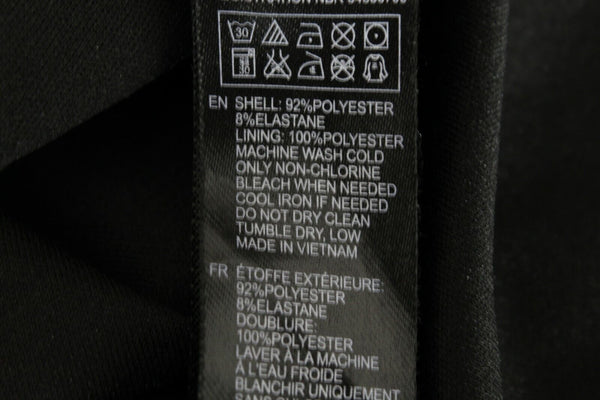 30
30
EN SHELL: 92%POLYESTER
8%ELASTANE
LINING: 100%POLYESTER
MACHINE WASH COLD
ONLY NON-CHLORINE
BLEACH WHEN NEEDED
COOL IRON IF NEEDED
DO NOT DRY CLEAN
TUMBLE DRY, LOW
MADE IN VIETNAM
FR ÉTOFFE EXTÉRIEURE:
92%POLYESTER
8%ELASTANE
DOUBLURE:
100%POLYESTER
LAVER À LA MACHINE
À L'EAU FROIDE
BLANCHIR UNIQUEMENT